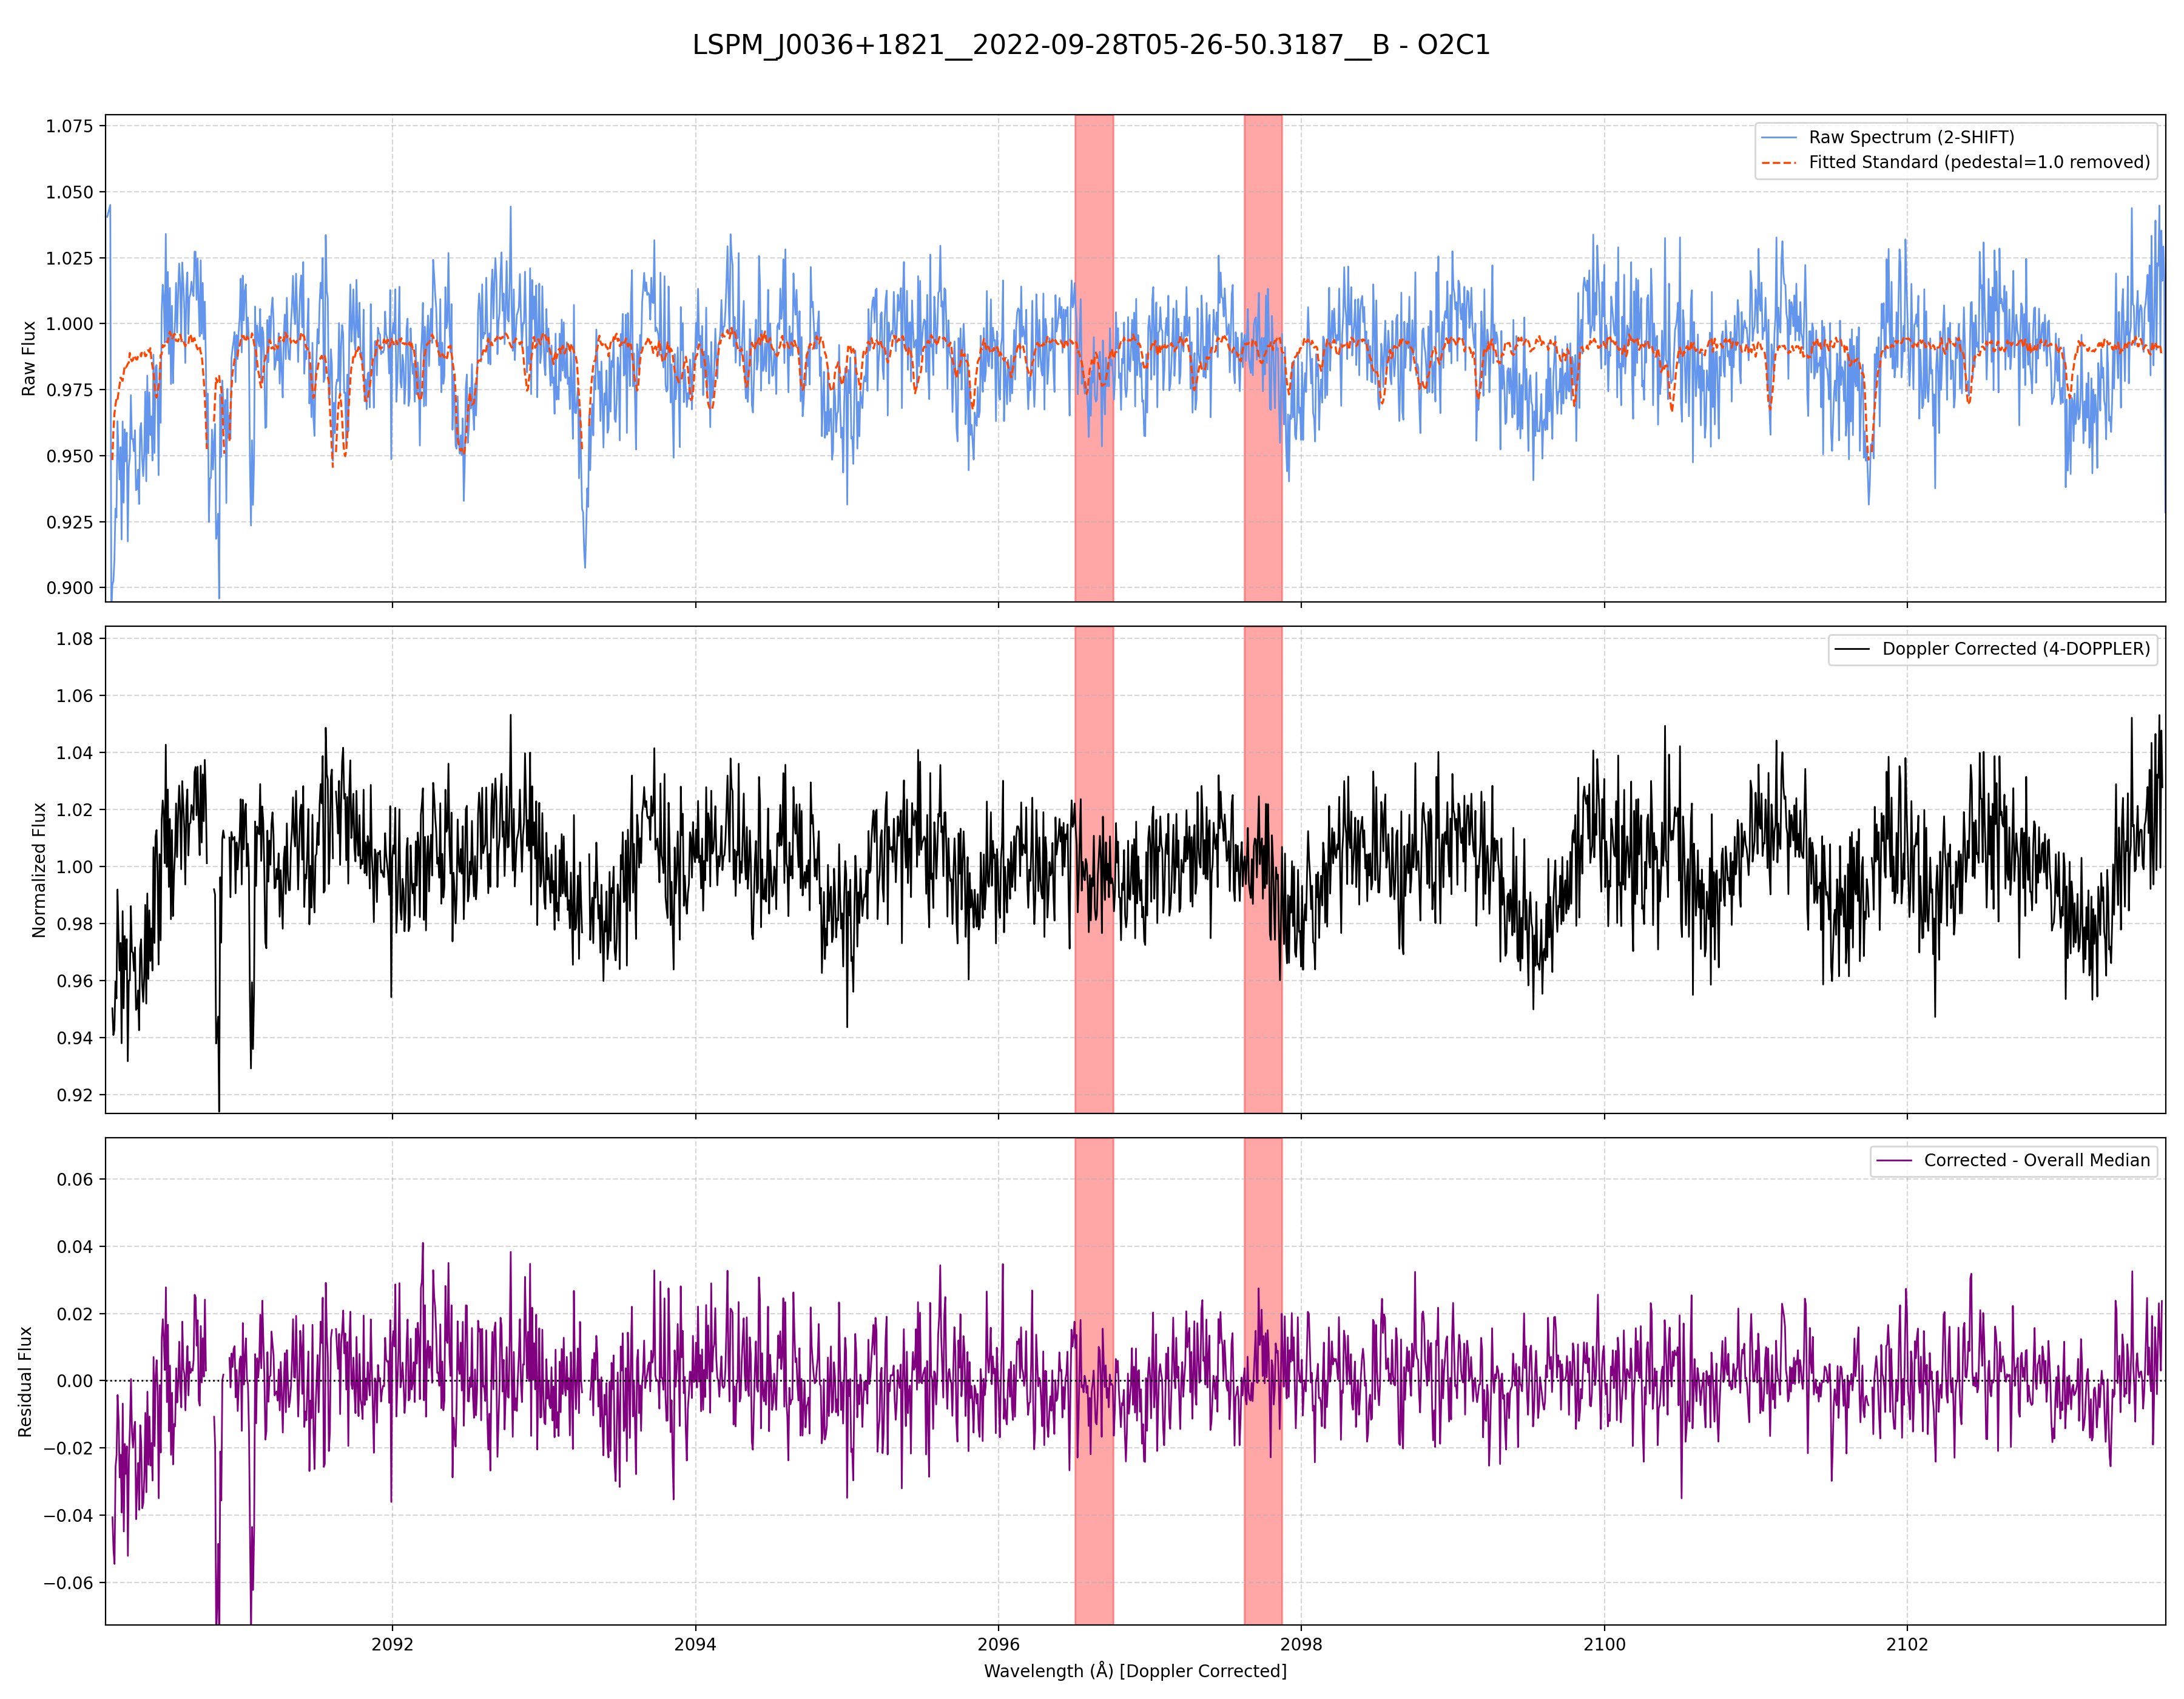 LSPM_J0036+1821__2022-09-28T05-26-50.3187__B - O2C1
Raw Spectrum (2-SHIFT)
Fitted Standard (pedestal=1.0 removed)
Raw Flux
1.075
1.050
1.025
1.000
0.975
0.950
0.925
0.900
Doppler Corrected (4-DOPPLER)
Normalized Flux
1.08
1.06
1.04
1.02
1.00
0.98
0.96
0.94
0.92
Corrected - Overall Median
Residual Flux
0.06
0.04
0.02
0.00
−0.02
−0.04
−0.06
2092 2094 2096 2098 2100 2102
Wavelength (Å) [Doppler Corrected]